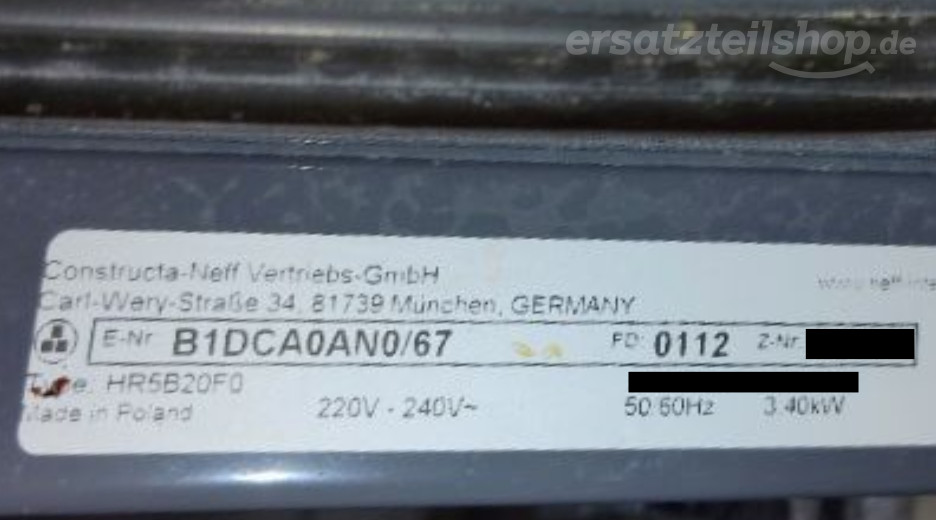 ersatzteilshop.de
Constructa-Neff Vertriebs-GmbH
Carl-Wery-Straße 34, 81739 München, GERMANY
E-Nr B1DCA0AN0/67 FD: 0112 Z-Nr
HR5B20F0
Made in Poland 220V - 240V~ 50 60Hz 3.40kW